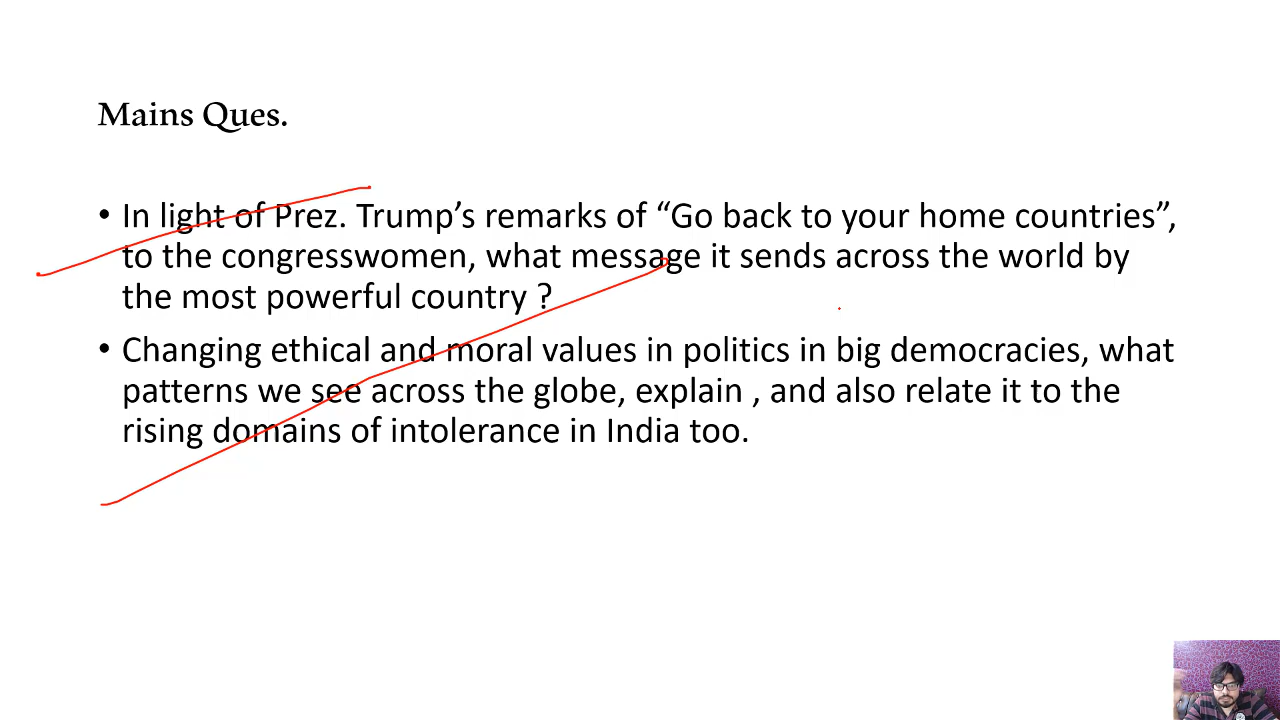 Mains Ques.
• In light of Prez. Trump’s remarks of “Go back to your home countries”,
to the congresswomen, what message it sends across the world by
the most powerful country ?
• Changing ethical and moral values in politics in big democracies, what
patterns we see across the globe, explain , and also relate it to the
rising domains of intolerance in India too.